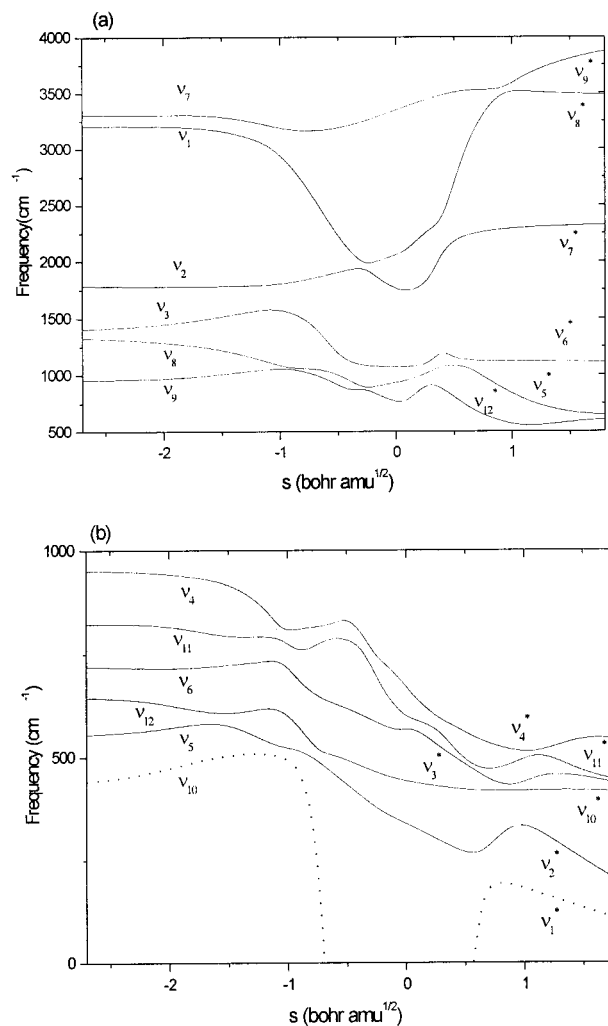 (a)
4000
3500
3000
2500
2000
1500
1000
500
Frequency(cm⁻¹)
ν₇
ν₁
ν₂
ν₃
ν₈
ν₉
ν₉*
ν₈*
ν₇*
ν₆*
ν₅*
ν₁₂*
-2
-1
0
1
s (bohr amu^1/2)
(b)
1000
500
0
Frequency (cm⁻¹)
ν₄
ν₁₁
ν₆
ν₁₂
ν₅
ν₁₀
ν₄*
ν₁₁*
ν₃*
ν₁₀*
ν₂*
ν₁*
-2
-1
0
1
s (bohr amu^1/2)